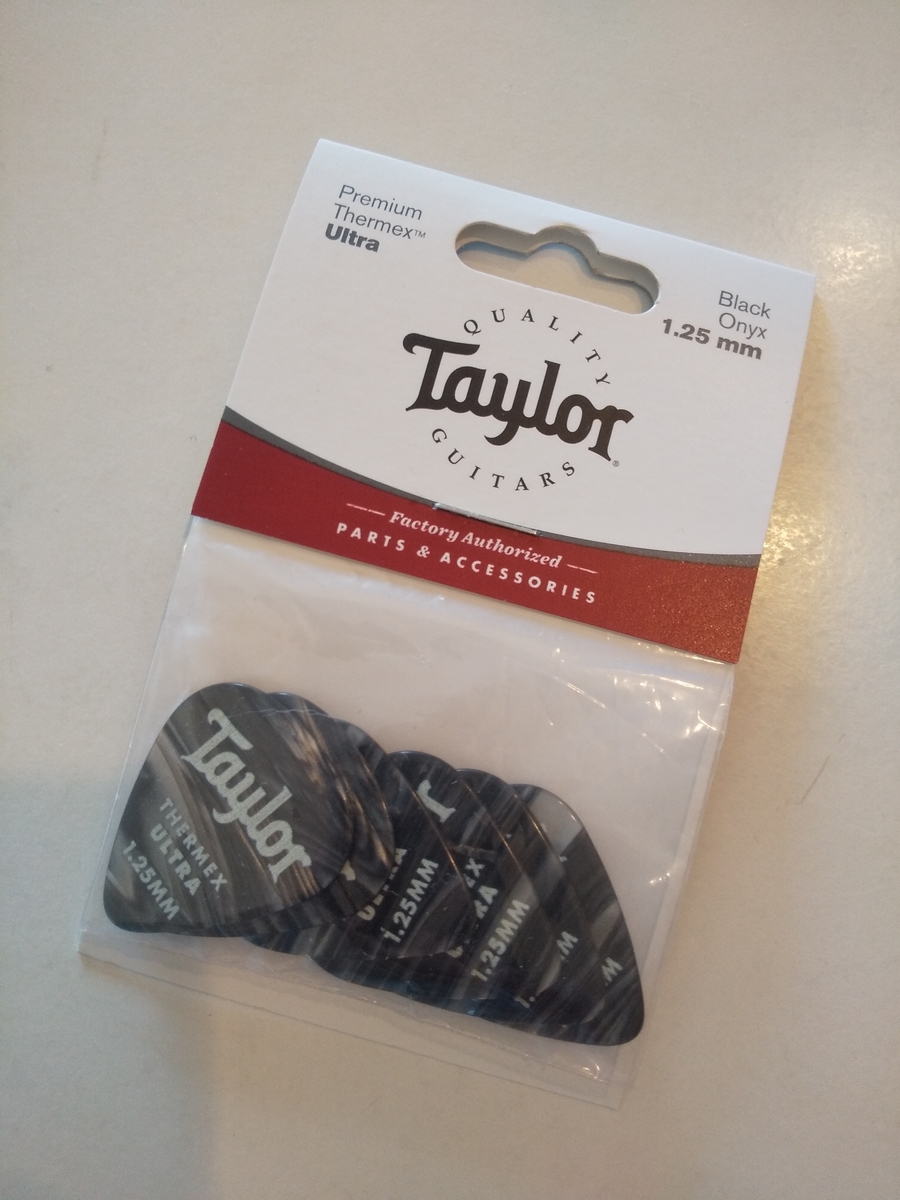 Premium
Thermex™
Ultra
Black
Onyx
1.25 mm
QUALITY
Taylor®
GUITARS
Factory Authorized
PARTS & ACCESSORIES
Taylor
THERMEX
ULTRA
1.25MM
1.25MM
1.25MM